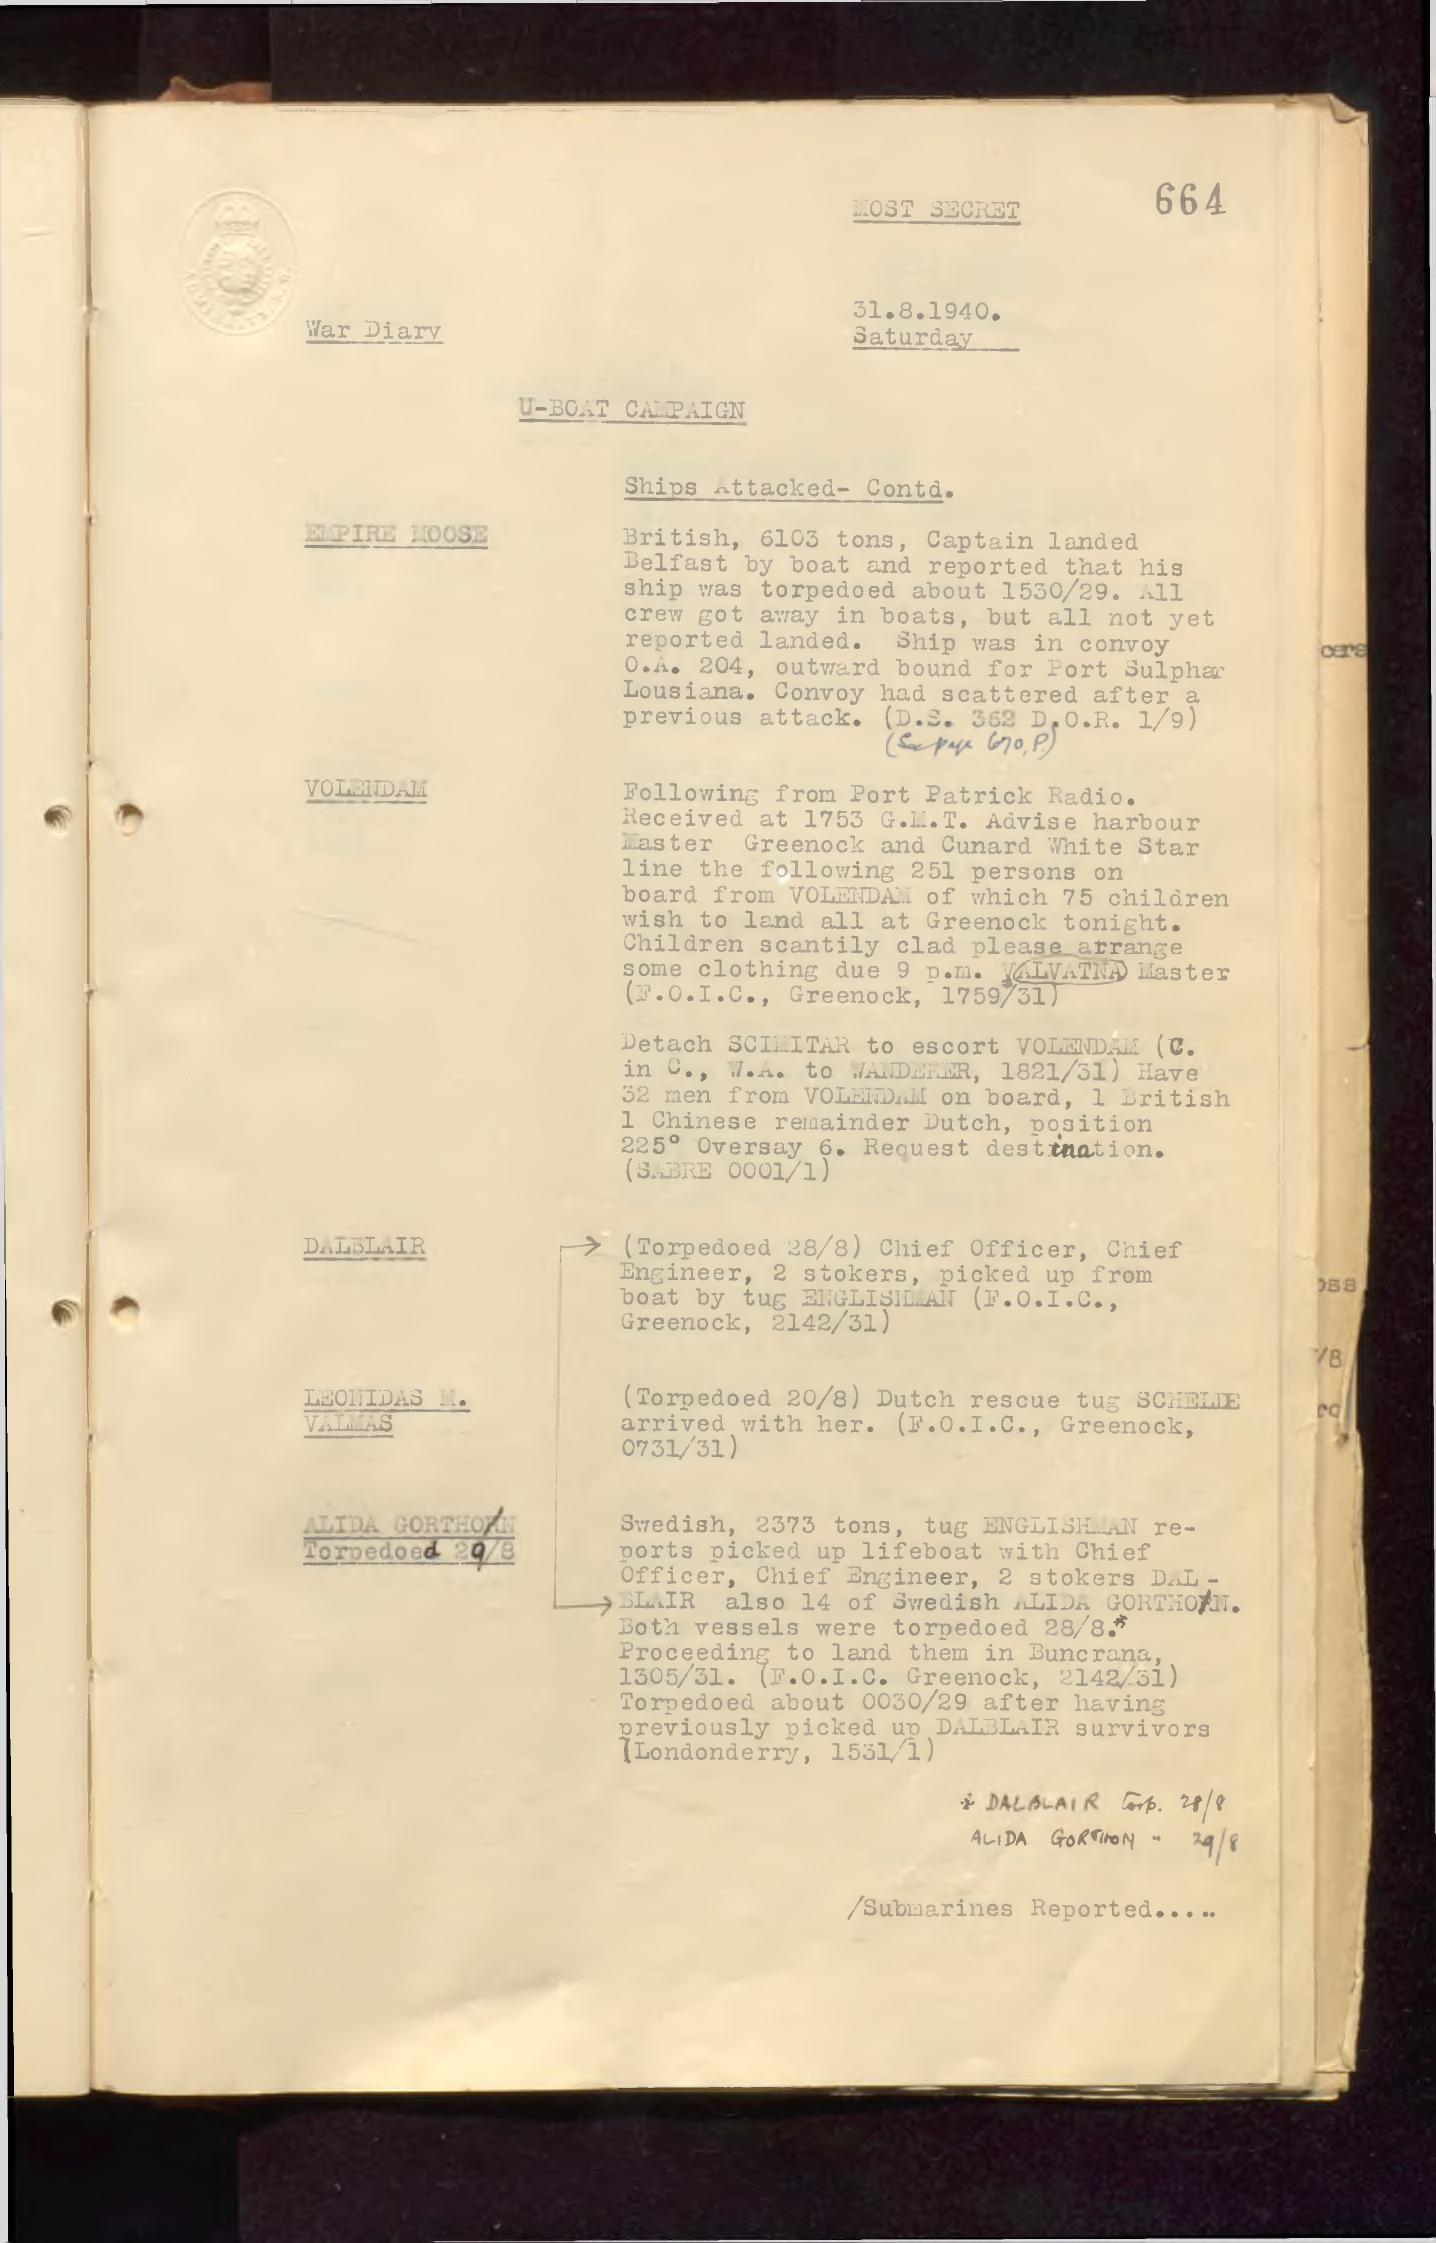 MOST SECRET
664
31.8.1940.
Saturday
War Diary
U-BOAT CAMPAIGN
Ships Attacked- Contd.
EMPIRE MOOSE
British, 6103 tons, Captain landed
Belfast by boat and reported that his
ship was torpedoed about 1530/29. All
crew got away in boats, but all not yet
reported landed. Ship was in convoy
O.A. 204, outward bound for Port Sulphar
Lousiana. Convoy had scattered after a
previous attack. (D.S. 362 D.O.R. 1/9)
(See page 670, P.)
VOLENDAM
Following from Port Patrick Radio.
Received at 1753 G.M.T. Advise harbour
Master Greenock and Cunard White Star
line the following 251 persons on
board from VOLENDAM of which 75 children
wish to land all at Greenock tonight.
Children scantily clad please arrange
some clothing due 9 p.m. VALVATNA Master
(F.O.I.C., Greenock, 1759/31)
Detach SCIMITAR to escort VOLENDAM (C.
in C., W.A. to WANDERER, 1821/31) Have
32 men from VOLENDAM on board, 1 British
1 Chinese remainder Dutch, position
225° Oversay 6. Request destination.
(SABRE 0001/1)
DALBLAIR
(Torpedoed 28/8) Chief Officer, Chief
Engineer, 2 stokers, picked up from
boat by tug ENGLISHMAN (F.O.I.C.,
Greenock, 2142/31)
LEONIDAS M.
VALMAS
(Torpedoed 20/8) Dutch rescue tug SCHELDE
arrived with her. (F.O.I.C., Greenock,
0731/31)
ALIDA GORTHORN
Torpedoed 29/8
Swedish, 2373 tons, tug ENGLISHMAN re-
ports picked up lifeboat with Chief
Officer, Chief Engineer, 2 stokers DAL-
BLAIR also 14 of Swedish ALIDA GORTHORN.
Both vessels were torpedoed 28/8.*
Proceeding to land them in Buncrana,
1305/31. (F.O.I.C. Greenock, 2142/31)
Torpedoed about 0030/29 after having
previously picked up DALBLAIR survivors
(Londonderry, 1531/1)
* DALBLAIR Torp. 28/8
ALIDA GORTHON " 29/8
/Submarines Reported.....
cers
oss
/8
rc